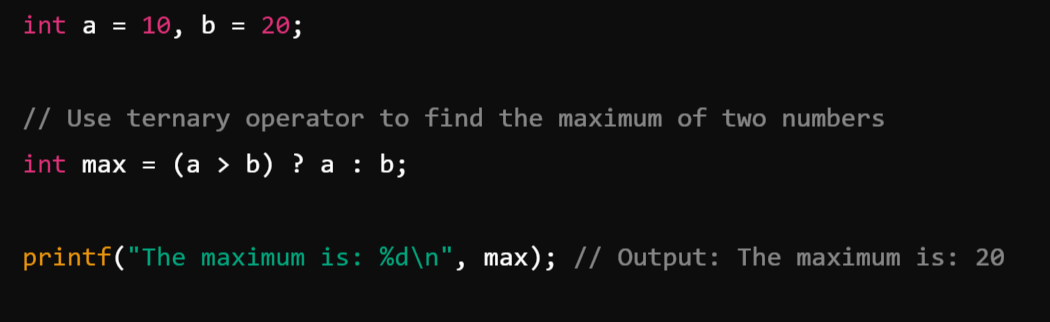 int a = 10, b = 20;
// Use ternary operator to find the maximum of two numbers
int max = (a > b) ? a : b;
printf("The maximum is: %d\n", max); // Output: The maximum is: 20